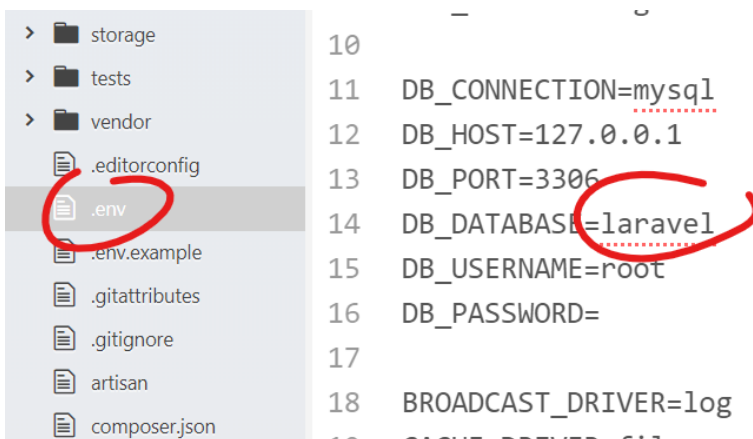 storage
tests
vendor
.editorconfig
.env
.env.example
.gitattributes
.gitignore
artisan
composer.json
10
11 DB_CONNECTION=mysql
12 DB_HOST=127.0.0.1
13 DB_PORT=3306
14 DB_DATABASE=laravel
15 DB_USERNAME=root
16 DB_PASSWORD=
17
18 BROADCAST_DRIVER=log